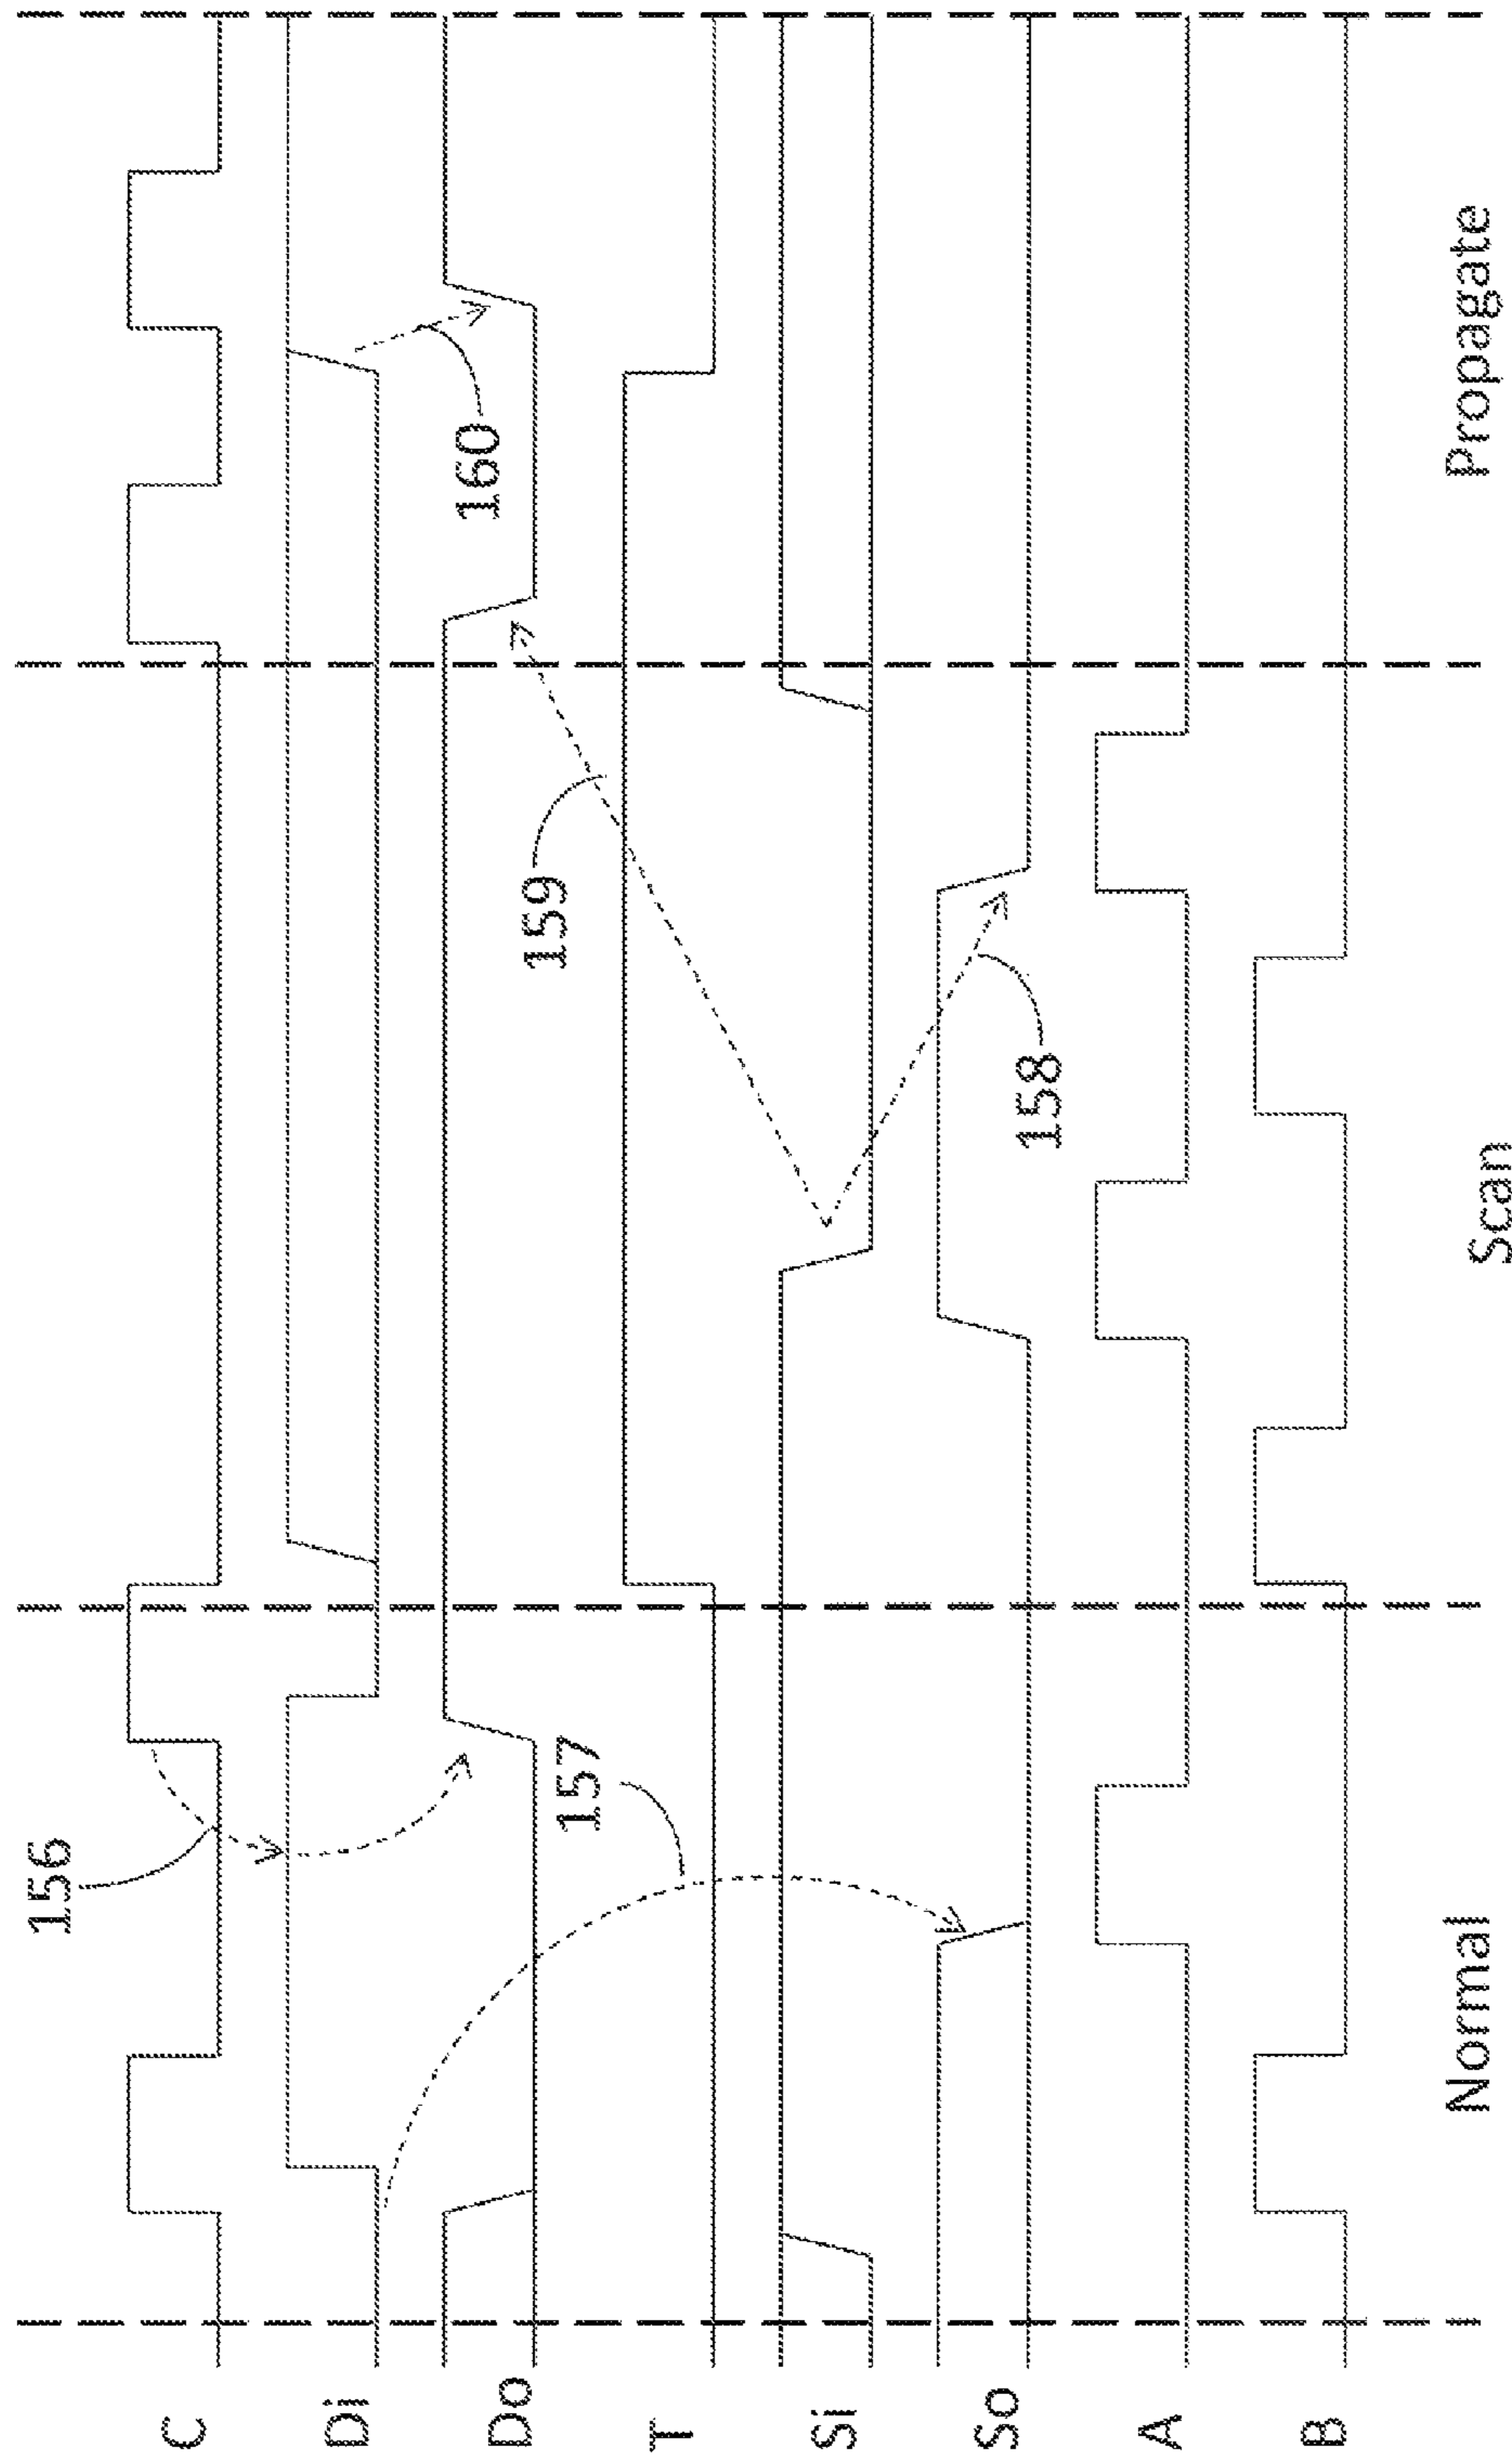 C
Di
Do
T
Si
So
A
B
156
157
158
159
160
Normal
Scan
Propagate